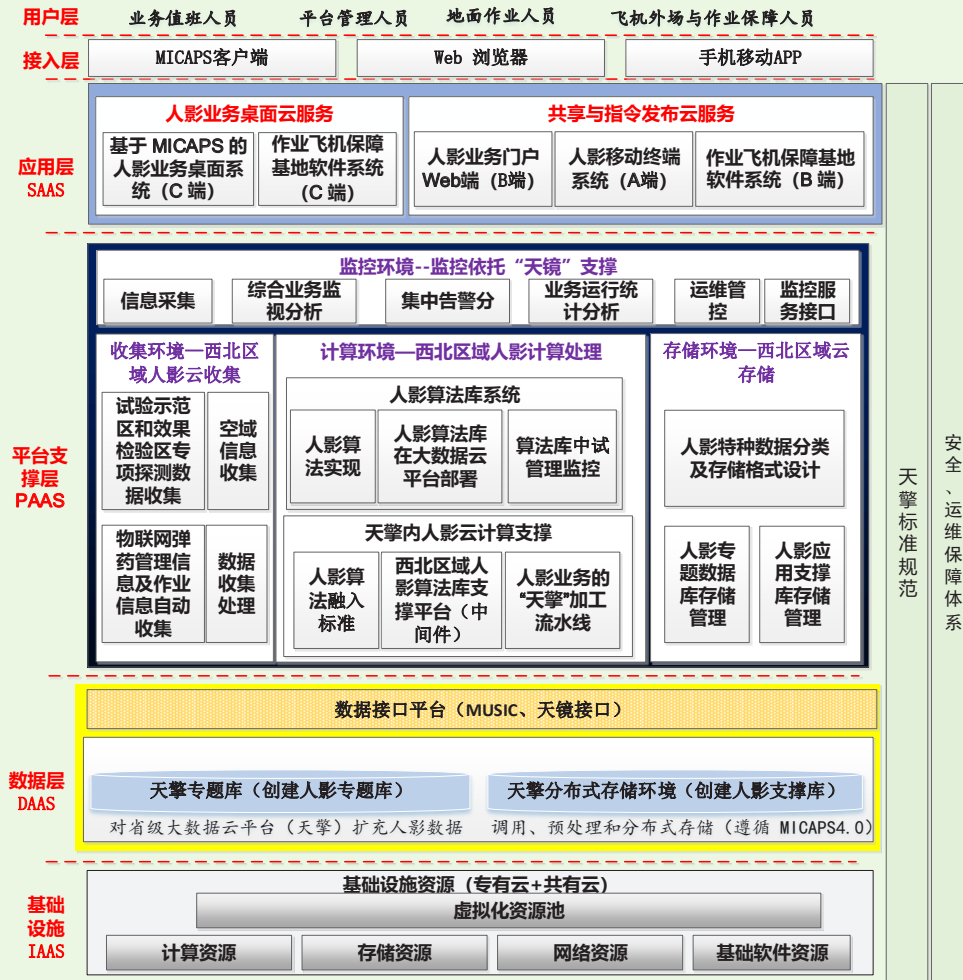 用户层
业务值班人员
平台管理人员
地面作业人员
飞机外场与作业保障人员
接入层
MICAPS客户端
Web 浏览器
手机移动APP
应用层
SAAS
人影业务桌面云服务
基于 MICAPS 的
人影业务桌面系
统（C 端）
作业飞机保障
基地软件系统
（C 端）
共享与指令发布云服务
人影业务门户
Web端（B端）
人影移动终端
系统（A端）
作业飞机保障基地
软件系统（B 端）
平台支
撑层
PAAS
监控环境--监控依托“天镜”支撑
信息采集
综合业务监
视分析
集中告警分
业务运行统
计分析
运维管
控
监控服
务接口
收集环境—西北区
域人影云收集
试验示范
区和效果
检验区专
项探测数
据收集
空域
信息
收集
物联网弹
药管理信
息及作业
信息自动
收集
数据
收集
处理
计算环境—西北区域人影计算处理
人影算法库系统
人影算
法实现
人影算法库
在大数据云
平台部署
算法库中试
管理监控
天擎内人影云计算支撑
人影算
法融入
标准
西北区域人
影算法库支
撑平台（中
间件）
人影业务的
“天擎”加工
流水线
存储环境—西北区域云
存储
人影特种数据分类
及存储格式设计
人影专
题数据
库存储
管理
人影应
用支撑
库存储
管理
数据层
DAAS
数据接口平台（MUSIC、天镜接口）
天擎专题库（创建人影专题库）
天擎分布式存储环境（创建人影支撑库）
对省级大数据云平台（天擎）扩充人影数据
调用、预处理和分布式存储（遵循 MICAPS4.0）
基础
设施
IAAS
基础设施资源（专有云+共有云）
虚拟化资源池
计算资源
存储资源
网络资源
基础软件资源
天擎标准规范
安全、运维保障体系